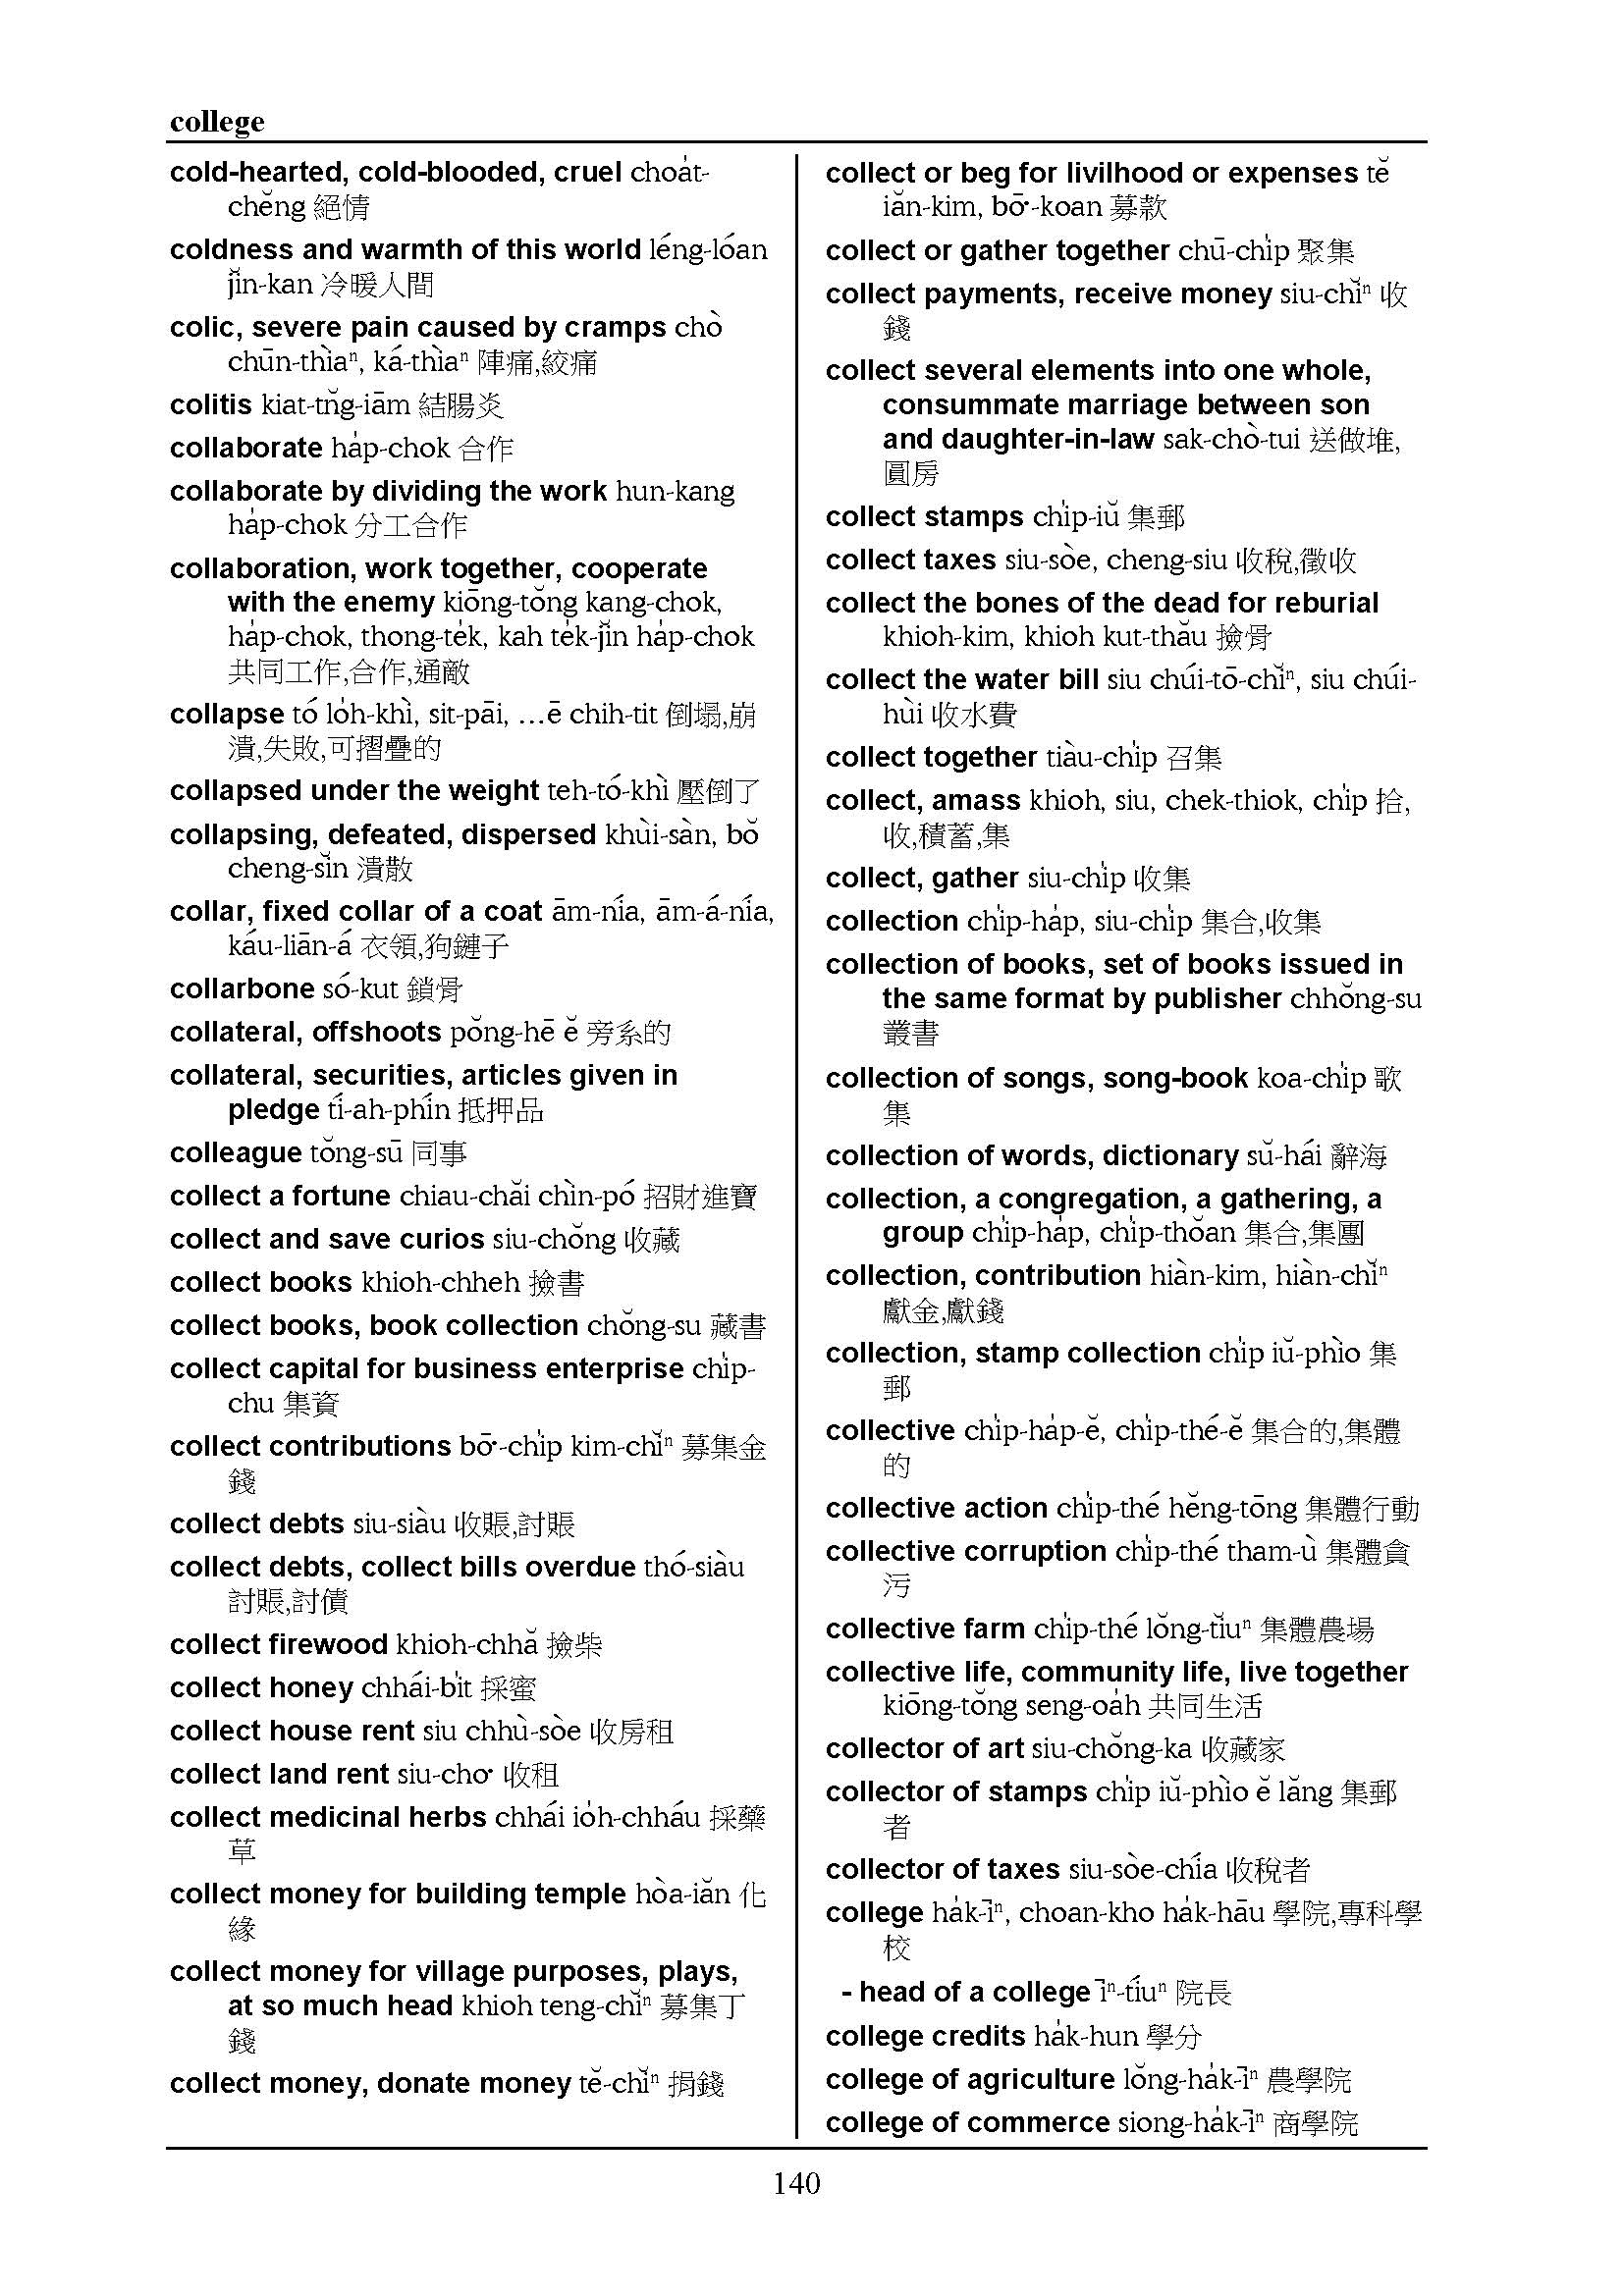 college
cold-hearted, cold-blooded, cruel choa̍t-
chĕng 絕情
coldness and warmth of this world léng-lóan
jĭn-kan 冷暖人間
colic, severe pain caused by cramps chò
chūn-thìaⁿ, ká-thìaⁿ 陣痛,絞痛
colitis kiat-tn̆g-iām 結腸炎
collaborate ha̍p-chok 合作
collaborate by dividing the work hun-kang
ha̍p-chok 分工合作
collaboration, work together, cooperate
with the enemy kiōng-tŏng kang-chok,
ha̍p-chok, thong-te̍k, kah te̍k-jĭn ha̍p-chok
共同工作,合作,通敵
collapse tó lo̍h-khì, sit-pāi, …ē chih-tit 倒塌,崩
潰,失敗,可摺疊的
collapsed under the weight teh-tó-khì 壓倒了
collapsing, defeated, dispersed khùi-sàn, bŏ
cheng-sĭn 潰散
collar, fixed collar of a coat ām-nía, ām-á-nía,
káu-liān-á 衣領,狗鏈子
collarbone só-kut 鎖骨
collateral, offshoots pŏng-hē ĕ 旁系的
collateral, securities, articles given in
pledge tí-ah-phín 抵押品
colleague tŏng-sū 同事
collect a fortune chiau-chăi chìn-pó 招財進寶
collect and save curios siu-chŏng 收藏
collect books khioh-chheh 撿書
collect books, book collection chŏng-su 藏書
collect capital for business enterprise chi̍p-
chu 集資
collect contributions bō͘-chi̍p kim-chĭⁿ 募集金
錢
collect debts siu-siàu 收賬,討賬
collect debts, collect bills overdue thó-siàu
討賬,討債
collect firewood khioh-chhă 撿柴
collect honey chhái-bi̍t 採蜜
collect house rent siu chhù-sòe 收房租
collect land rent siu-cho͘ 收租
collect medicinal herbs chhái io̍h-chháu 採藥
草
collect money for building temple hòa-iăn 化
緣
collect money for village purposes, plays,
at so much head khioh teng-chĭⁿ 募集丁
錢
collect money, donate money tĕ-chĭⁿ 捐錢
collect or beg for livilhood or expenses tĕ
iăn-kim, bō͘-koan 募款
collect or gather together chū-chi̍p 聚集
collect payments, receive money siu-chĭⁿ 收
錢
collect several elements into one whole,
consummate marriage between son
and daughter-in-law sak-chò-tui 送做堆,
圓房
collect stamps chi̍p-iŭ 集郵
collect taxes siu-sòe, cheng-siu 收稅,徵收
collect the bones of the dead for reburial
khioh-kim, khioh kut-thău 撿骨
collect the water bill siu chúi-tō-chĭⁿ, siu chúi-
hùi 收水費
collect together tiàu-chi̍p 召集
collect, amass khioh, siu, chek-thiok, chi̍p 拾,
收,積蓄,集
collect, gather siu-chi̍p 收集
collection chi̍p-ha̍p, siu-chi̍p 集合,收集
collection of books, set of books issued in
the same format by publisher chhŏng-su
叢書
collection of songs, song-book koa-chi̍p 歌
集
collection of words, dictionary sŭ-hái 辭海
collection, a congregation, a gathering, a
group chi̍p-ha̍p, chi̍p-thŏan 集合,集團
collection, contribution hiàn-kim, hiàn-chĭⁿ
獻金,獻錢
collection, stamp collection chi̍p iŭ-phìo 集
郵
collective chi̍p-ha̍p-ĕ, chi̍p-thé-ĕ 集合的,集體
的
collective action chi̍p-thé hĕng-tōng 集體行動
collective corruption chi̍p-thé tham-ù 集體貪
污
collective farm chi̍p-thé lŏng-tĭuⁿ 集體農場
collective life, community life, live together
kiōng-tŏng seng-oa̍h 共同生活
collector of art siu-chŏng-ka 收藏家
collector of stamps chi̍p iŭ-phìo ĕ lăng 集郵
者
collector of taxes siu-sòe-chía 收稅者
college ha̍k-īⁿ, choan-kho ha̍k-hāu 學院,專科學
校
- head of a college īⁿ-tíuⁿ 院長
college credits ha̍k-hun 學分
college of agriculture lŏng-ha̍k-īⁿ 農學院
college of commerce siong-ha̍k-īⁿ 商學院
140